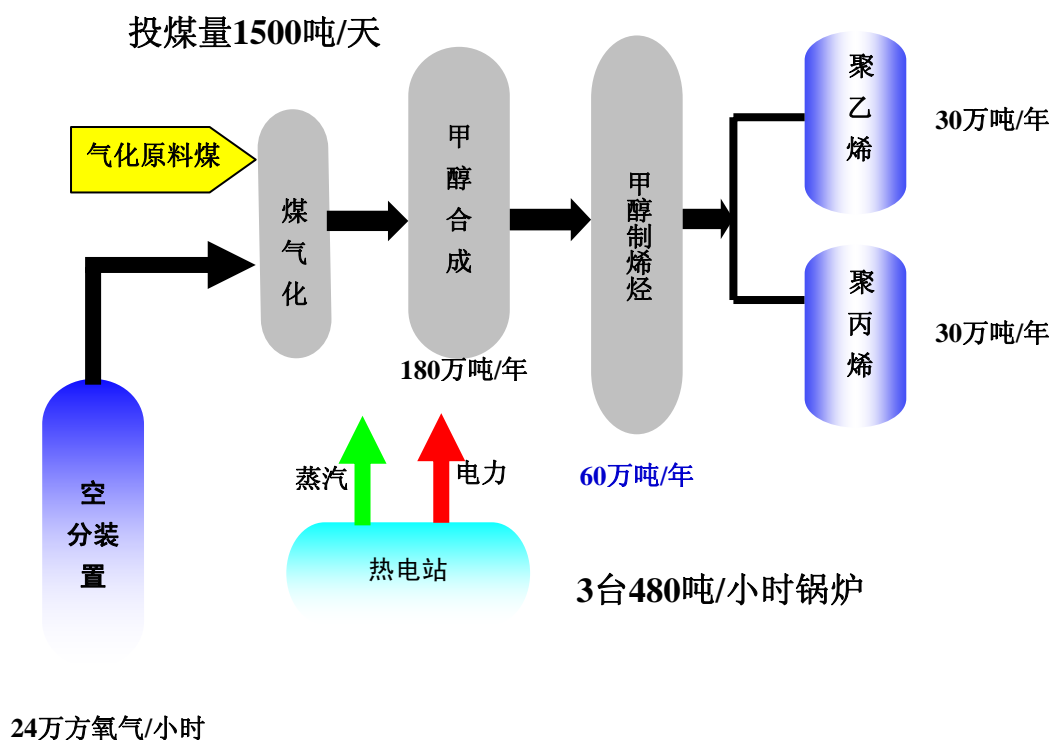 投煤量1500吨/天
气化原料煤
煤气化
甲醇合成
180万吨/年
甲醇制烯烃
60万吨/年
聚乙烯
30万吨/年
聚丙烯
30万吨/年
蒸汽
电力
热电站
3台480吨/小时锅炉
空
分装
置
24万方氧气/小时